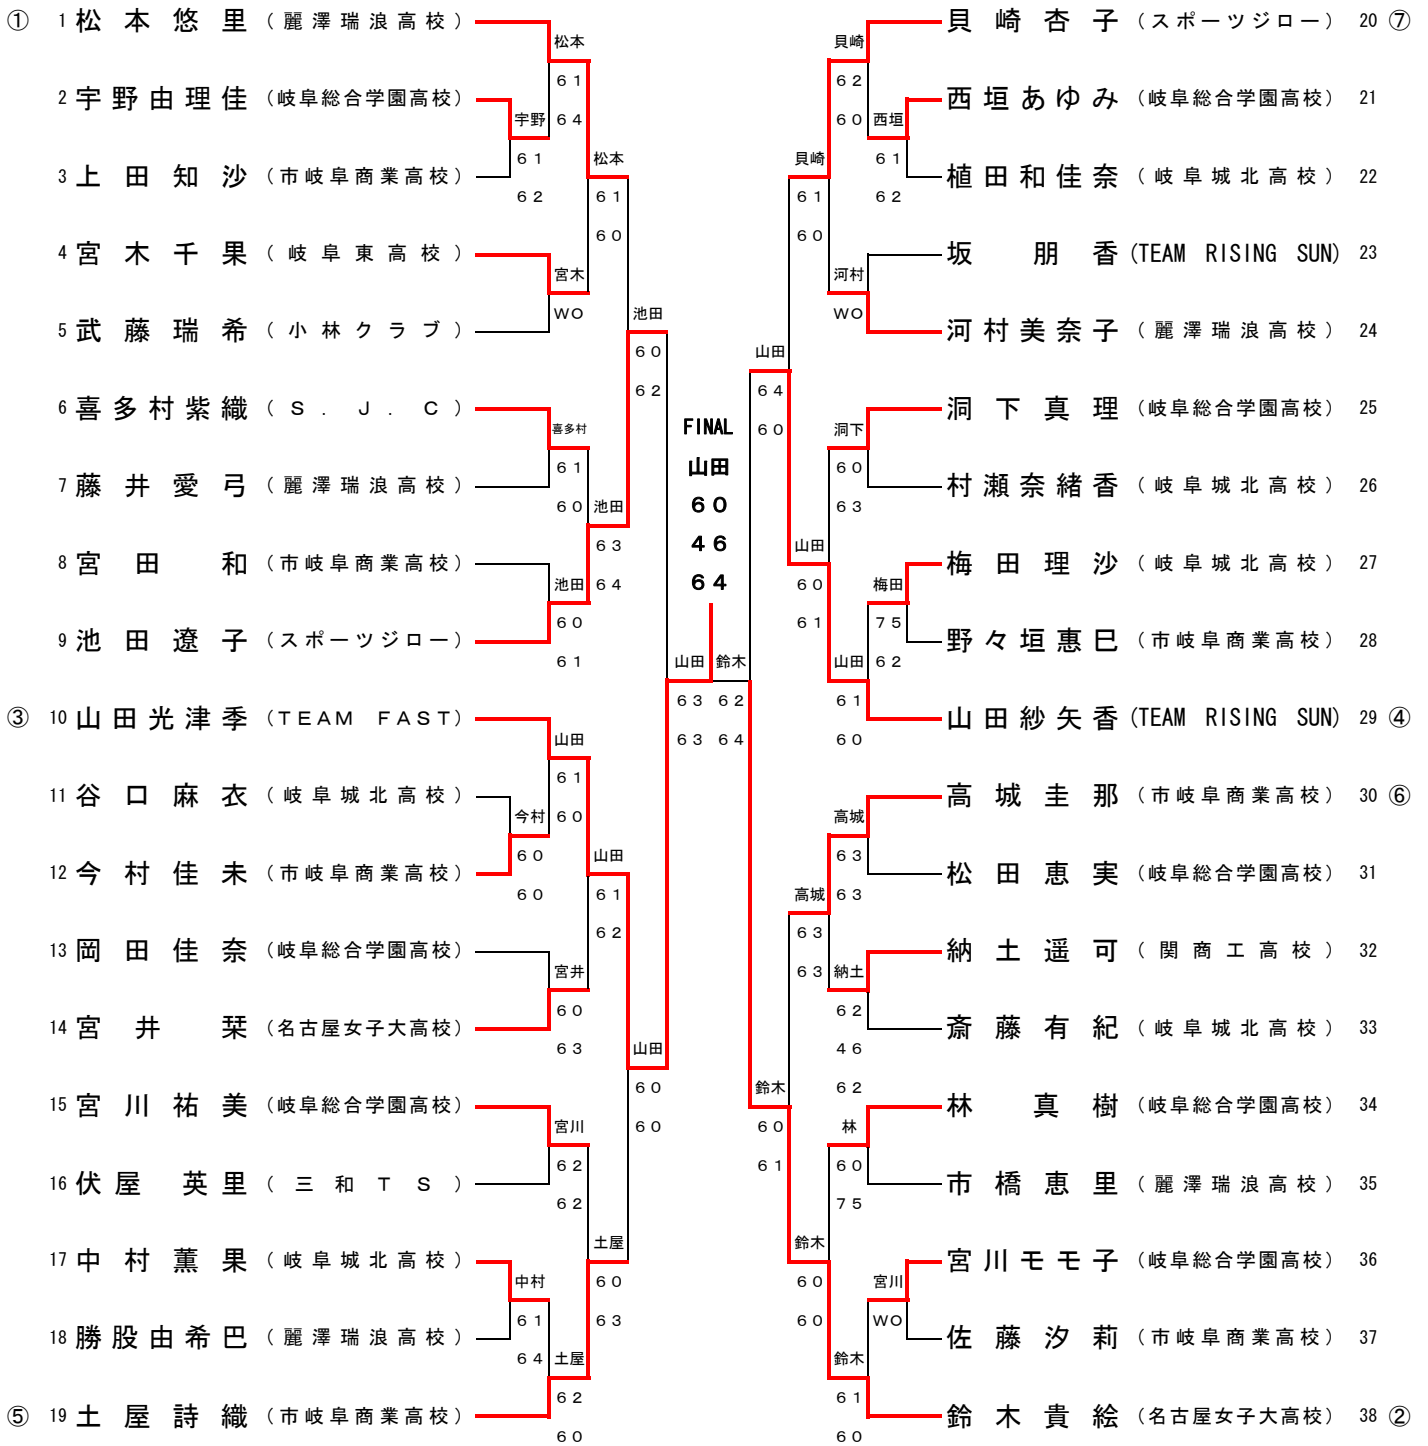 ① 1 松本悠里 (麗澤瑞浪高校)
2 宇野由理佳 (岐阜総合学園高校)
3 上田知沙 (市岐阜商業高校)
4 宮木千果 (岐阜東高校)
5 武藤瑞希 (小林クラブ)
6 喜多村紫織 (S.J.C)
7 藤井愛弓 (麗澤瑞浪高校)
8 宮田和 (市岐阜商業高校)
9 池田遼子 (スポーツジロー)
③ 10 山田光津季 (TEAM FAST)
11 谷口麻衣 (岐阜城北高校)
12 今村佳未 (市岐阜商業高校)
13 岡田佳奈 (岐阜総合学園高校)
14 宮井栞 (名古屋女子大高校)
15 宮川祐美 (岐阜総合学園高校)
16 伏屋英里 (三和TS)
17 中村薫果 (岐阜城北高校)
18 勝股由希巴 (麗澤瑞浪高校)
⑤ 19 土屋詩織 (市岐阜商業高校)
宇野
61
62
今村
60
60
中村
61
64
松本
61
64
宮木
WO
喜多村
61
60
池田
60
61
山田
61
60
宮井
60
63
宮川
62
62
土屋
62
60
松本
61
60
池田
63
64
山田
61
62
土屋
60
63
池田
60
62
山田
60
60
山田
63
63
FINAL
山田
60
46
64
鈴木
62
64
山田
64
60
鈴木
60
61
貝崎
61
60
山田
60
61
高城
63
63
鈴木
60
60
貝崎
62
60
河村
WO
洞下
60
63
山田
61
60
高城
63
63
納土
62
46
62
林
60
75
鈴木
61
60
西垣
61
62
梅田
75
62
宮川
WO
貝崎杏子 (スポーツジロー) 20 ⑦
西垣あゆみ (岐阜総合学園高校) 21
植田和佳奈 (岐阜城北高校) 22
坂朋香 (TEAM RISING SUN) 23
河村美奈子 (麗澤瑞浪高校) 24
洞下真理 (岐阜総合学園高校) 25
村瀬奈緒香 (岐阜城北高校) 26
梅田理沙 (岐阜城北高校) 27
野々垣惠巳 (市岐阜商業高校) 28
山田紗矢香 (TEAM RISING SUN) 29 ④
高城圭那 (市岐阜商業高校) 30 ⑥
松田恵実 (岐阜総合学園高校) 31
納土遥可 (関商工高校) 32
斎藤有紀 (岐阜城北高校) 33
林真樹 (岐阜総合学園高校) 34
市橋恵里 (麗澤瑞浪高校) 35
宮川モモ子 (岐阜総合学園高校) 36
佐藤汐莉 (市岐阜商業高校) 37
鈴木貴絵 (名古屋女子大高校) 38 ②